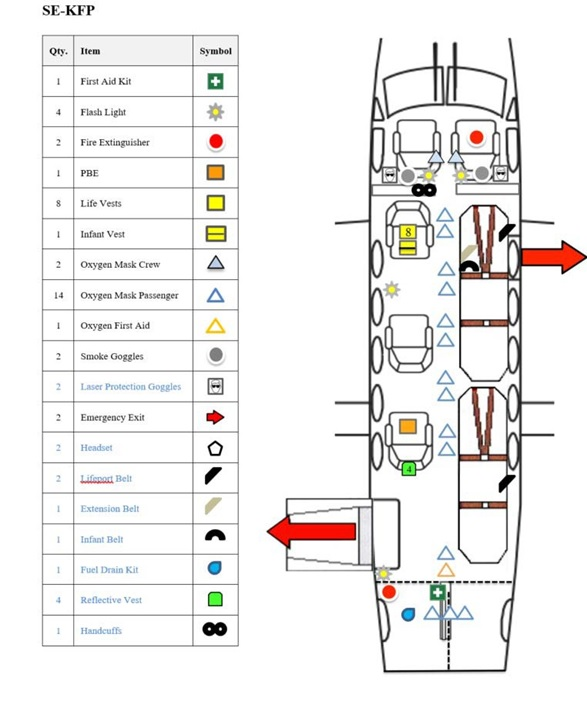 SE-KFP
Qty. Item Symbol
1 First Aid Kit
4 Flash Light
2 Fire Extinguisher
1 PBE
8 Life Vests
1 Infant Vest
2 Oxygen Mask Crew
14 Oxygen Mask Passenger
1 Oxygen First Aid
2 Smoke Goggles
2 Laser Protection Goggles
2 Emergency Exit
2 Headset
2 Lifeport Belt
1 Extension Belt
1 Infant Belt
1 Fuel Drain Kit
4 Reflective Vest
1 Handcuffs
8
4